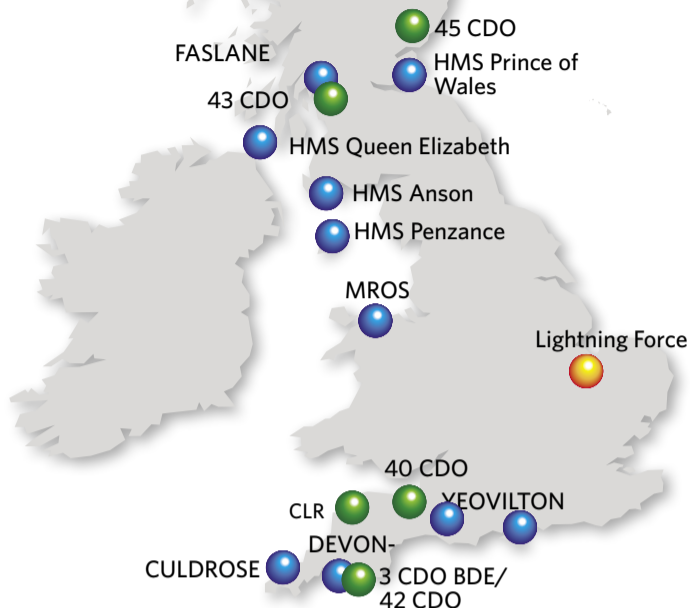 45 CDO
FASLANE
HMS Prince of
Wales
43 CDO
HMS Queen Elizabeth
HMS Anson
HMS Penzance
MROS
Lightning Force
40 CDO
YEOVILTON
CLR
DEVON-
CULDROSE
3 CDO BDE/
42 CDO